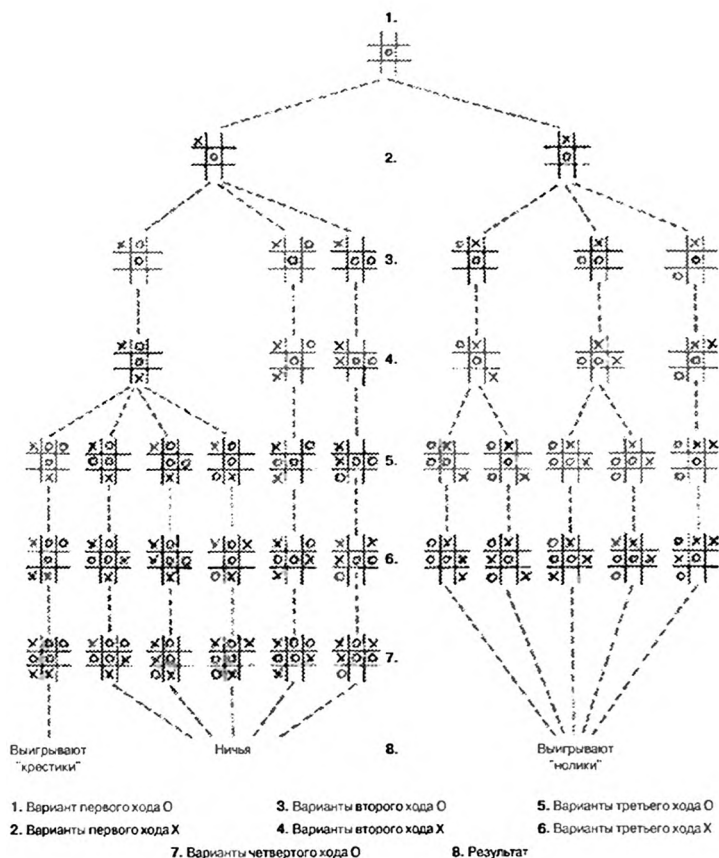 1.
2.
3.
4.
5.
6.
7.
Выигрывают "крестики"
Ничья
8.
Выигрывают "нолики"
1. Вариант первого хода О
3. Варианты второго хода О
5. Варианты третьего хода О
2. Варианты первого хода X
4. Варианты второго хода X
6. Варианты третьего хода X
7. Варианты четвертого хода О
8. Результат